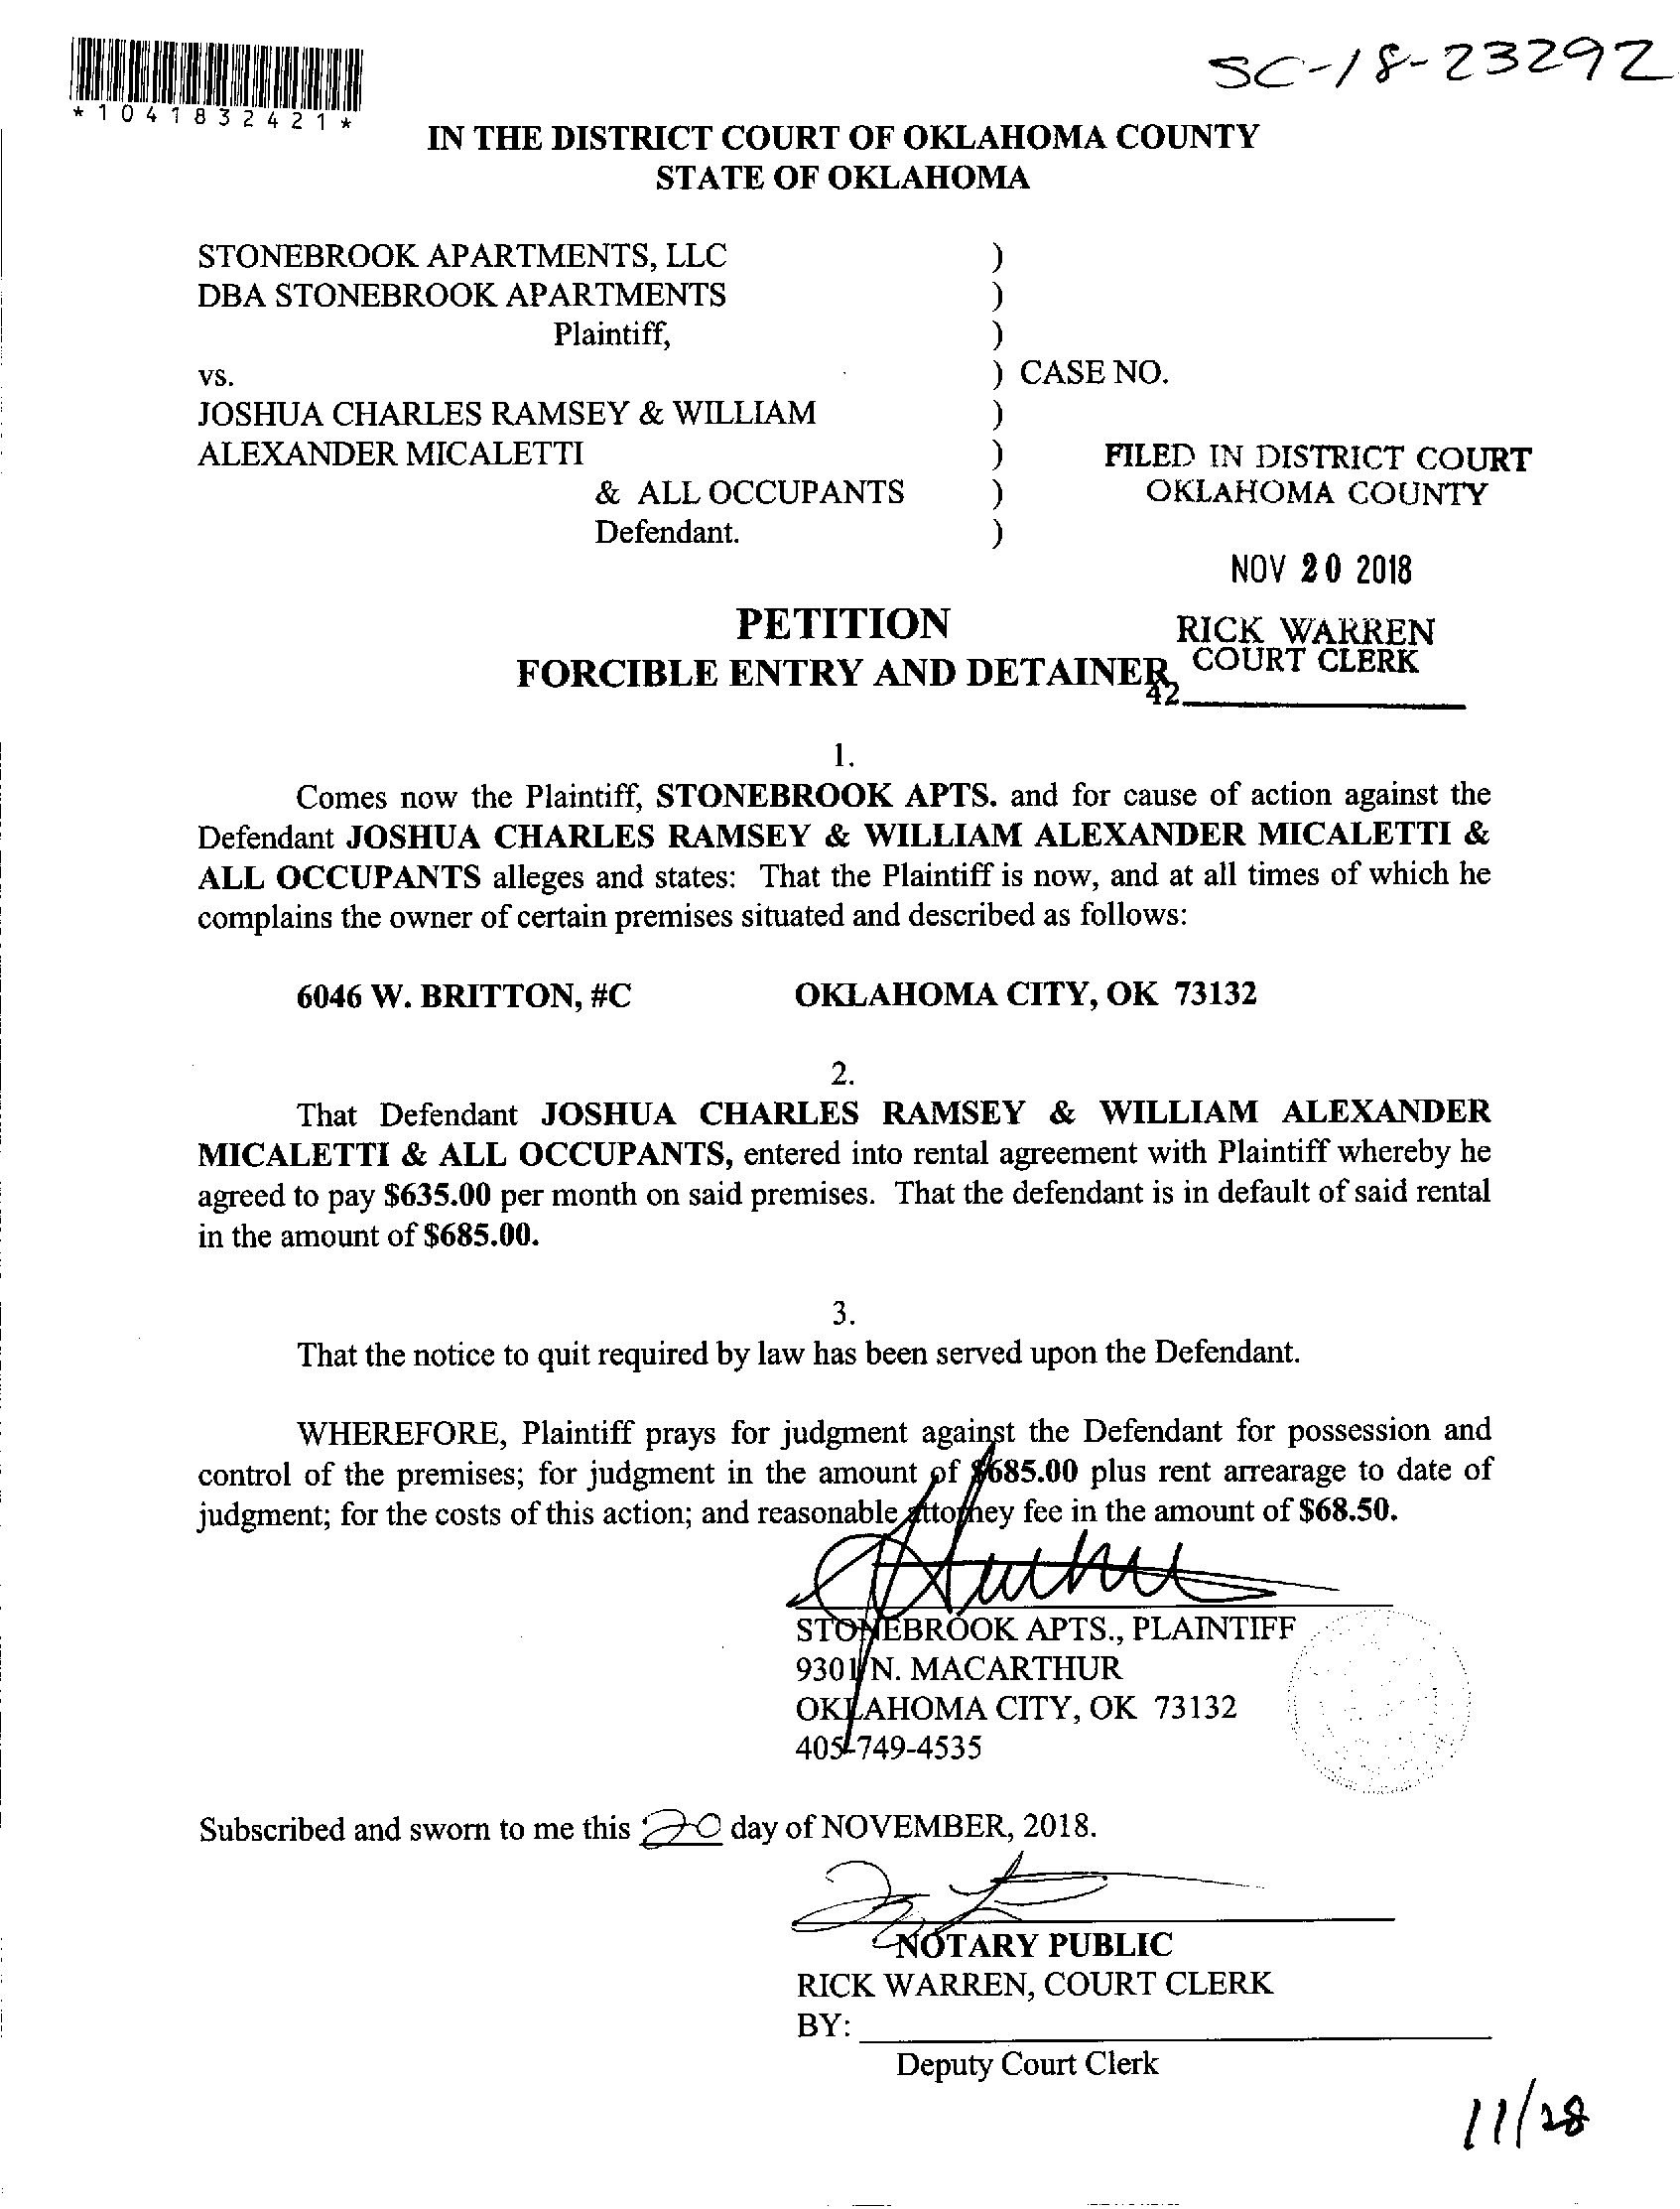 SC-18-23292
*1041832421*
IN THE DISTRICT COURT OF OKLAHOMA COUNTY
STATE OF OKLAHOMA
STONEBROOK APARTMENTS, LLC )
DBA STONEBROOK APARTMENTS )
Plaintiff, )
vs. ) CASE NO.
JOSHUA CHARLES RAMSEY & WILLIAM )
ALEXANDER MICALETTI )
& ALL OCCUPANTS )
Defendant. )
FILED IN DISTRICT COURT
OKLAHOMA COUNTY
NOV 20 2018
RICK WARREN
COURT CLERK
42
PETITION
FORCIBLE ENTRY AND DETAINER
1.
Comes now the Plaintiff, STONEBROOK APTS. and for cause of action against the
Defendant JOSHUA CHARLES RAMSEY & WILLIAM ALEXANDER MICALETTI &
ALL OCCUPANTS alleges and states: That the Plaintiff is now, and at all times of which he
complains the owner of certain premises situated and described as follows:
6046 W. BRITTON, #C OKLAHOMA CITY, OK 73132
2.
That Defendant JOSHUA CHARLES RAMSEY & WILLIAM ALEXANDER
MICALETTI & ALL OCCUPANTS, entered into rental agreement with Plaintiff whereby he
agreed to pay $635.00 per month on said premises. That the defendant is in default of said rental
in the amount of $685.00.
3.
That the notice to quit required by law has been served upon the Defendant.
WHEREFORE, Plaintiff prays for judgment against the Defendant for possession and
control of the premises; for judgment in the amount of $685.00 plus rent arrearage to date of
judgment; for the costs of this action; and reasonable attorney fee in the amount of $68.50.
STONEBROOK APTS., PLAINTIFF
9301 N. MACARTHUR
OKLAHOMA CITY, OK 73132
405-749-4535
Subscribed and sworn to me this 20 day of NOVEMBER, 2018.
NOTARY PUBLIC
RICK WARREN, COURT CLERK
BY:
Deputy Court Clerk
11/28